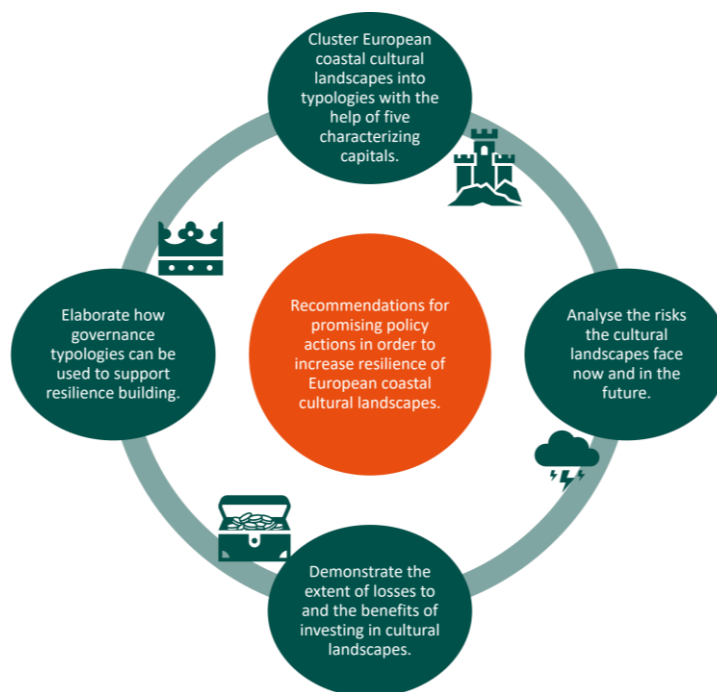 Cluster European
coastal cultural
landscapes into
typologies with the
help of five
characterizing
capitals.
Elaborate how
governance
typologies can be
used to support
resilience building.
Recommendations for
promising policy
actions in order to
increase resilience of
European coastal
cultural landscapes.
Analyse the risks
the cultural
landscapes face
now and in the
future.
Demonstrate the
extent of losses to
and the benefits of
investing in cultural
landscapes.